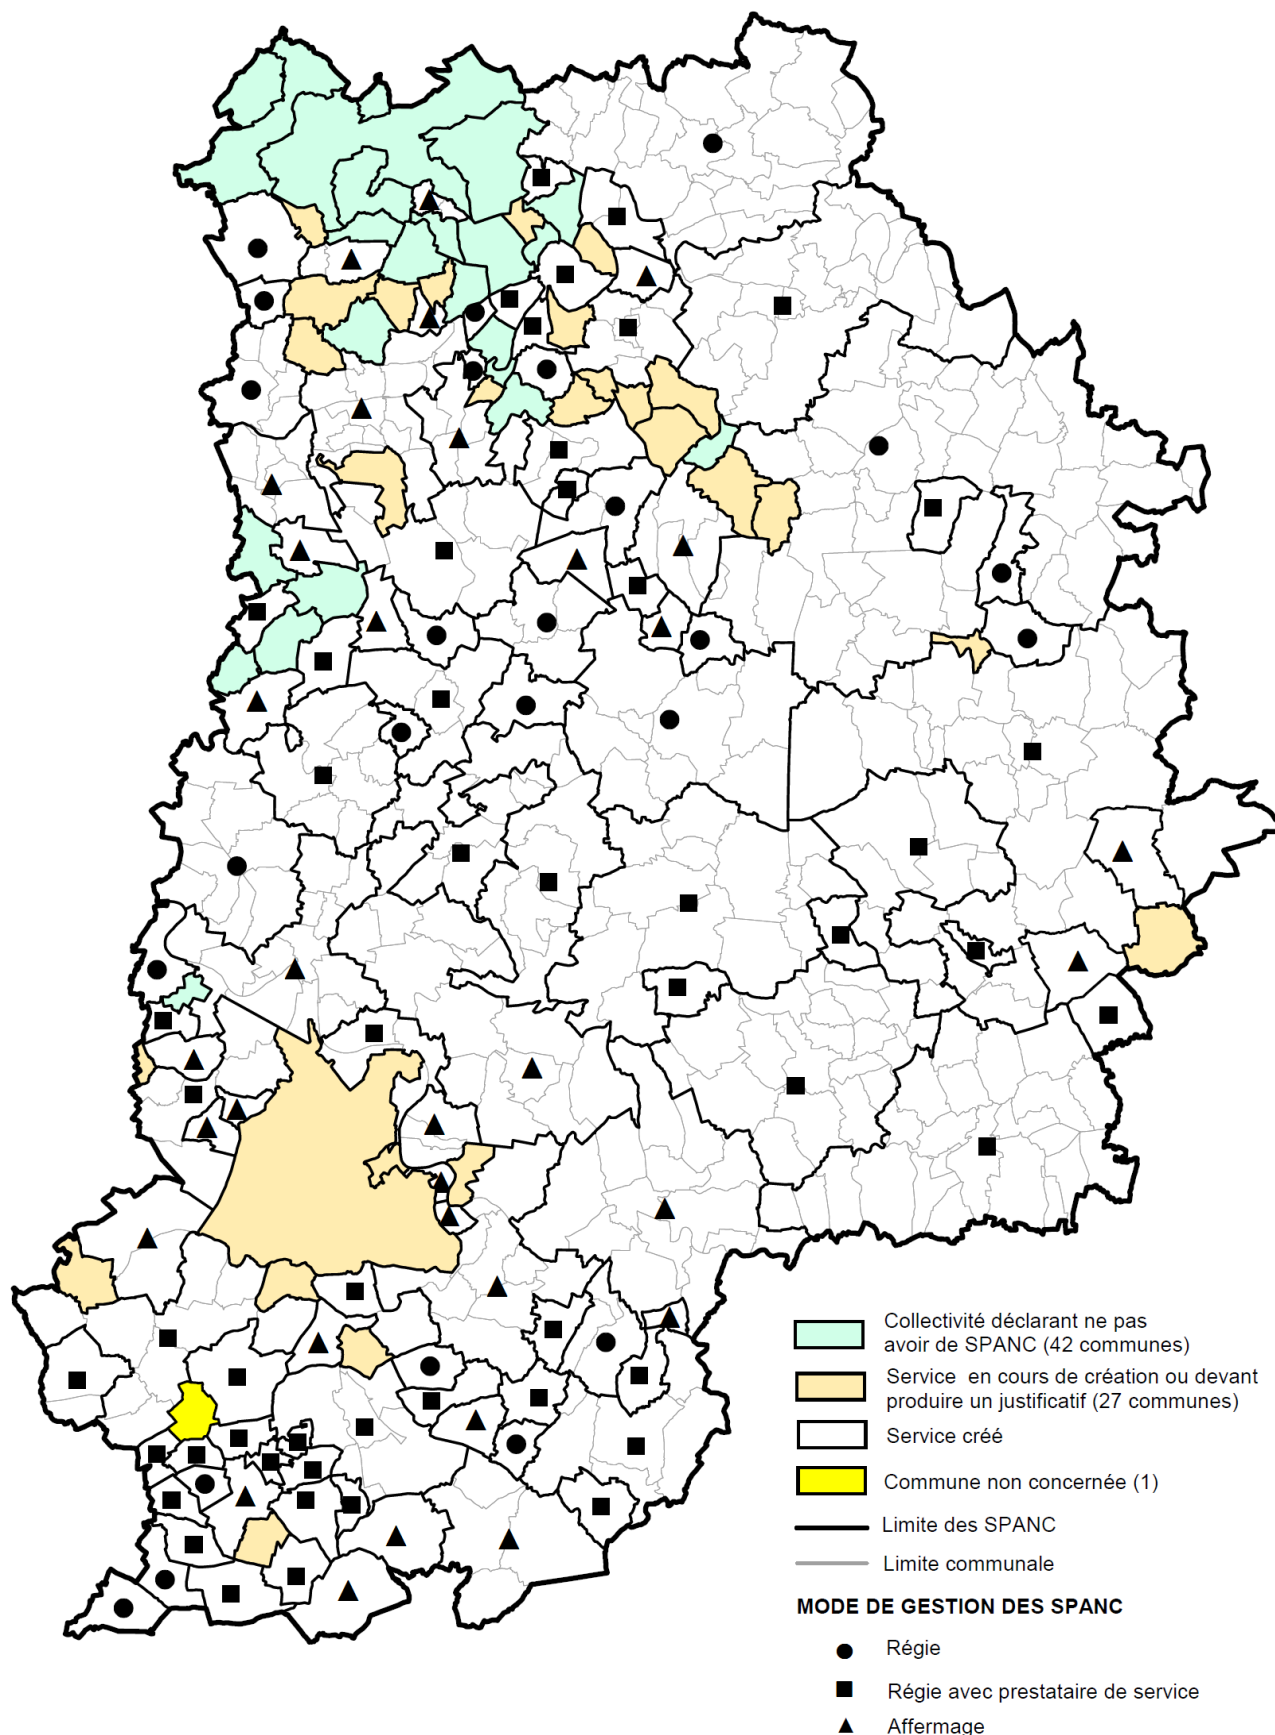 Collectivité déclarant ne pas
avoir de SPANC (42 communes)
Service en cours de création ou devant
produire un justificatif (27 communes)
Service créé
Commune non concernée (1)
Limite des SPANC
Limite communale
MODE DE GESTION DES SPANC
Régie
Régie avec prestataire de service
Affermage